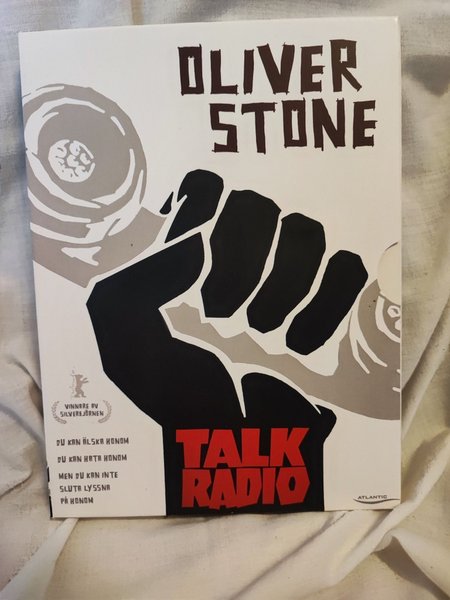 OLIVER
STONE
VINNARE AV
SILVERBJÖRNEN
DU KAN ÄLSKA HONOM
DU KAN HATA HONOM
MEN DU KAN INTE
SLUTA LYSSNA
PÅ HONOM
TALK
RADIO
ATLANTIC